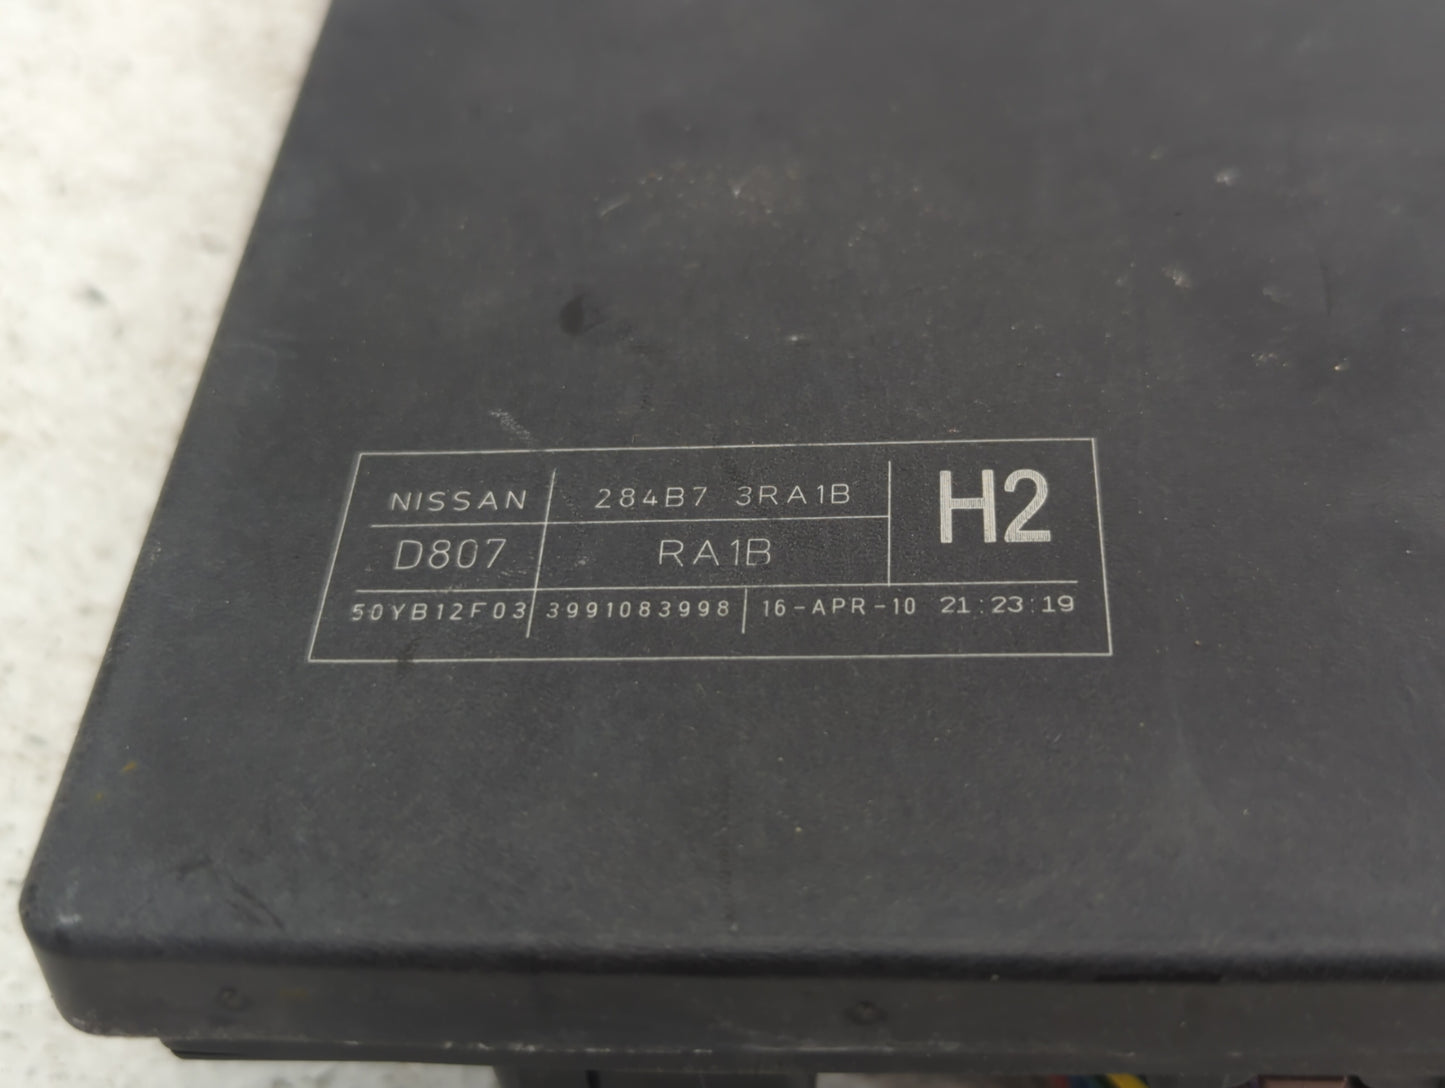 NISSAN 284B7 3RA1B H2
D807 RA1B
50YB12F03 3991083998 16-APR-10 21:23:19